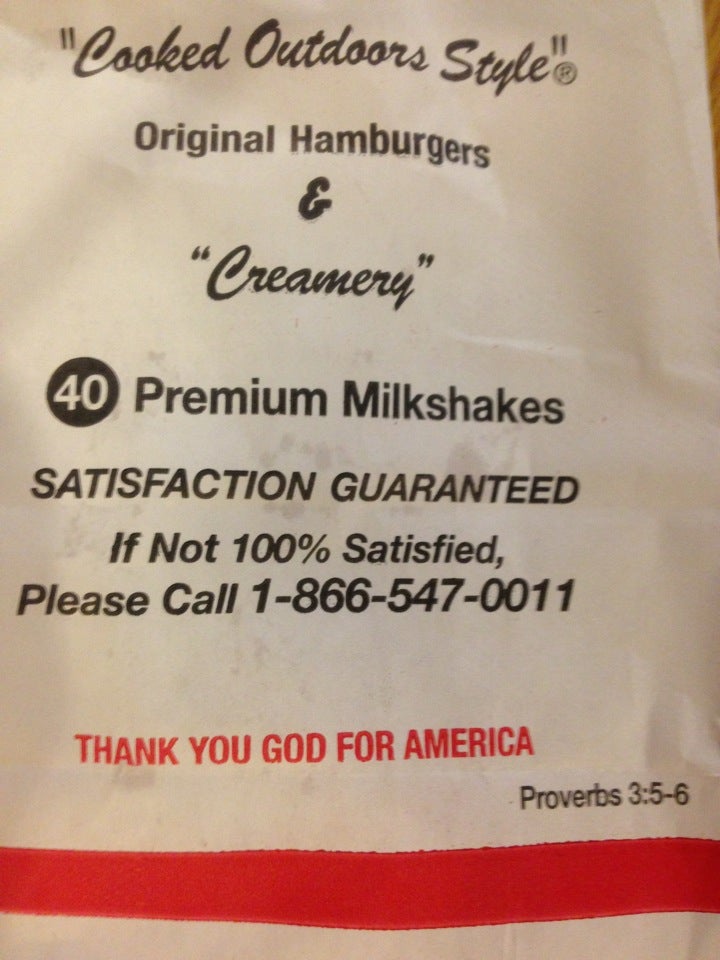 "Cooked Outdoors Style"®
Original Hamburgers
&
"Creamery"
40 Premium Milkshakes
SATISFACTION GUARANTEED
If Not 100% Satisfied,
Please Call 1-866-547-0011
THANK YOU GOD FOR AMERICA
Proverbs 3:5-6